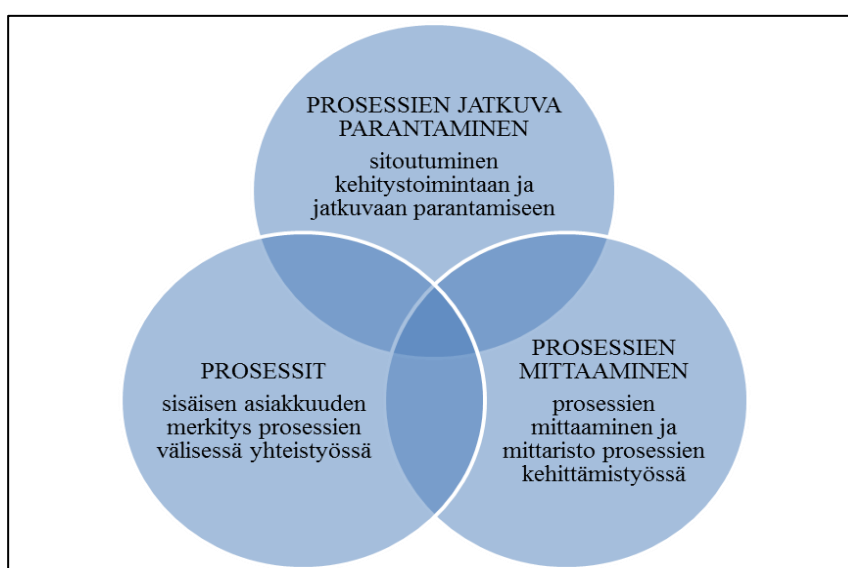 PROSESSIEN JATKUVA
PARANTAMINEN
sitoutuminen
kehitystoimintaan ja
jatkuvaan parantamiseen
PROSESSIT
sisäisen asiakkuuden
merkitys prosessien
välisessä yhteistyössä
PROSESSIEN
MITTAAMINEN
prosessien
mittaaminen ja
mittaristo prosessien
kehittämistyössä